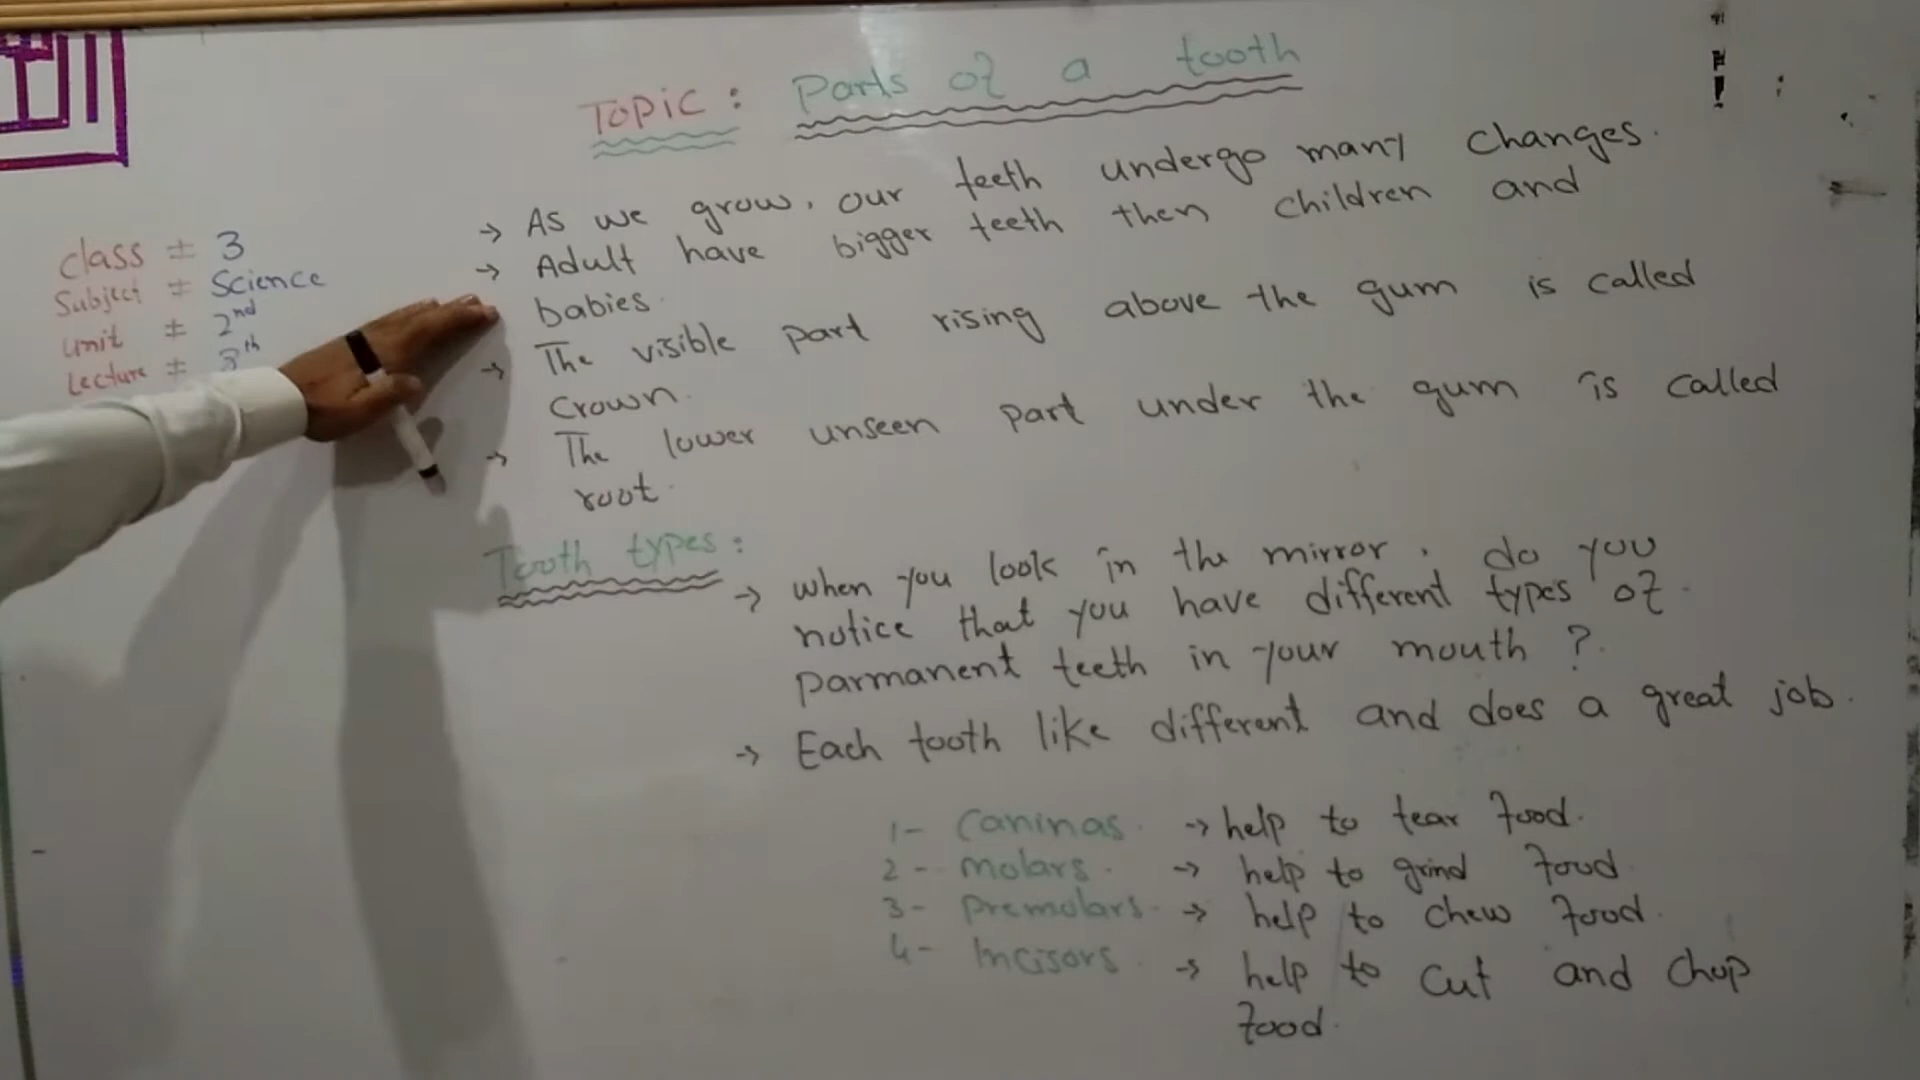 Topic : Parts of a tooth
class = 3
Subject = Science
unit = 2nd
Lecture = 3th
→ As we grow, our teeth undergo many changes.
→ Adult have bigger teeth then children and
babies.
→ The visible part rising above the gum is called
Crown.
→ The lower unseen part under the gum is called
root.
Tooth types :
→ when you look in the mirror, do you
notice that you have different types of
parmanent teeth in your mouth ?
→ Each tooth like different and does a great job.
1- Caninas. → help to tear food.
2- Molars. → help to grind food.
3- Premolars. → help to chew food.
4- Incisors. → help to cut and chop
food.